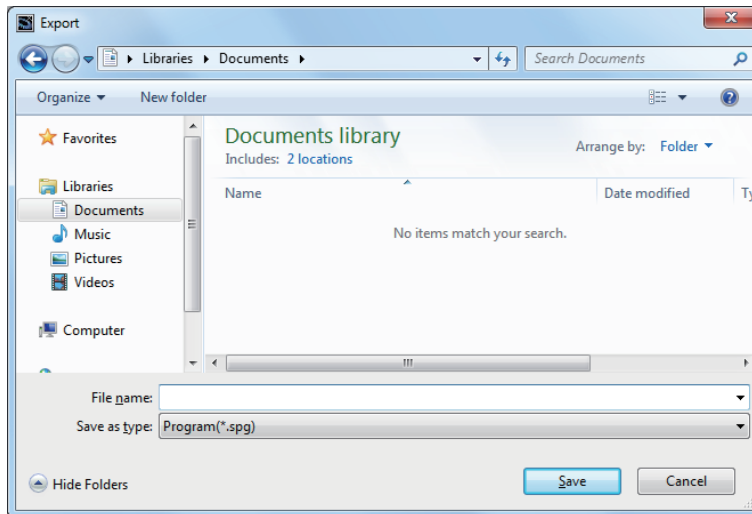 Export
Libraries Documents
Search Documents
Organize New folder
Favorites
Libraries
Documents
Music
Pictures
Videos
Computer
Documents library
Includes: 2 locations
Arrange by: Folder
Name Date modified Ty
No items match your search.
File name:
Save as type: Program(*.spg)
Hide Folders Save Cancel